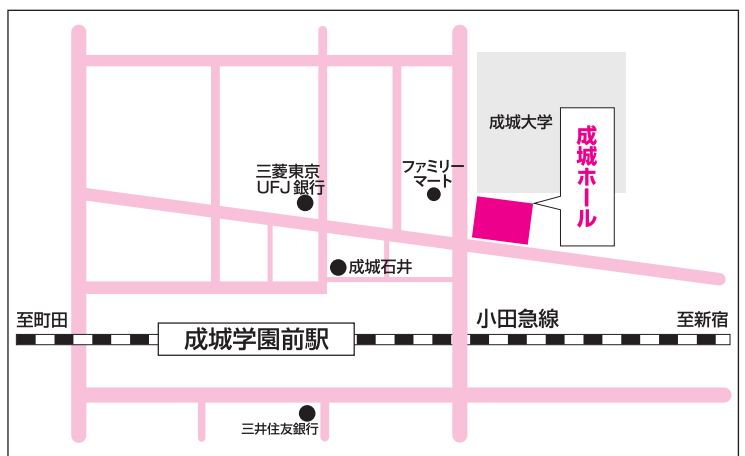 成城大学
成城ホール
三菱東京
UFJ銀行
ファミリー
マート
成城石井
至町田
成城学園前駅
小田急線
至新宿
三井住友銀行